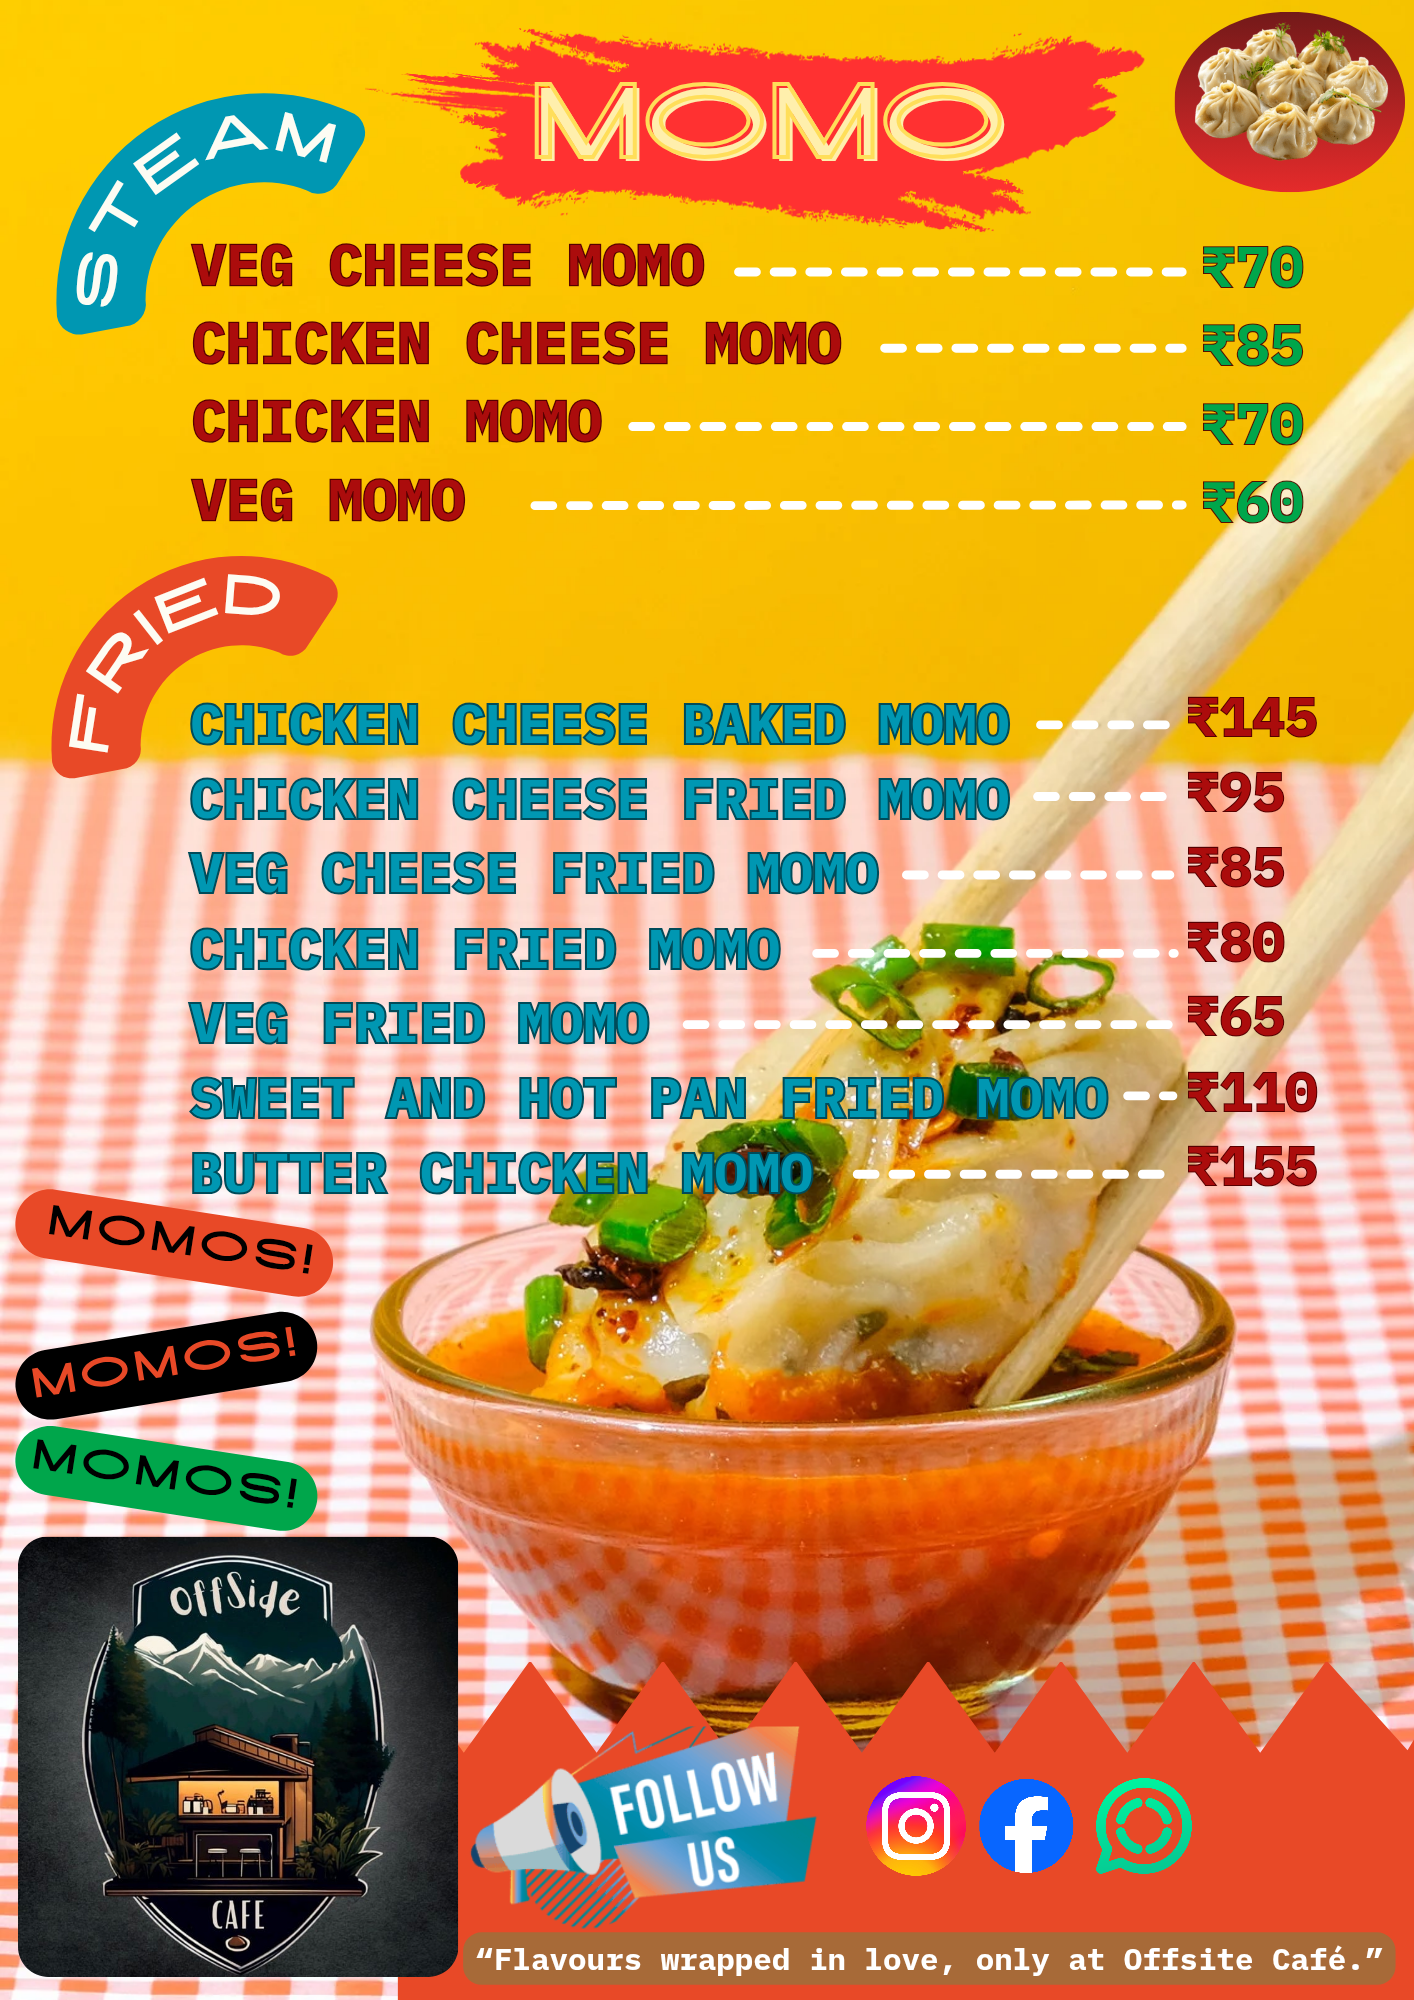 MOMO
STEAM
VEG CHEESE MOMO ₹70
CHICKEN CHEESE MOMO ₹85
CHICKEN MOMO ₹70
VEG MOMO ₹60
FRIED
CHICKEN CHEESE BAKED MOMO ₹145
CHICKEN CHEESE FRIED MOMO ₹95
VEG CHEESE FRIED MOMO ₹85
CHICKEN FRIED MOMO ₹80
VEG FRIED MOMO ₹65
SWEET AND HOT PAN FRIED MOMO ₹110
BUTTER CHICKEN MOMO ₹155
MOMOS!
MOMOS!
MOMOS!
OffSide
CAFE
FOLLOW
US
“Flavours wrapped in love, only at Offsite Café.”